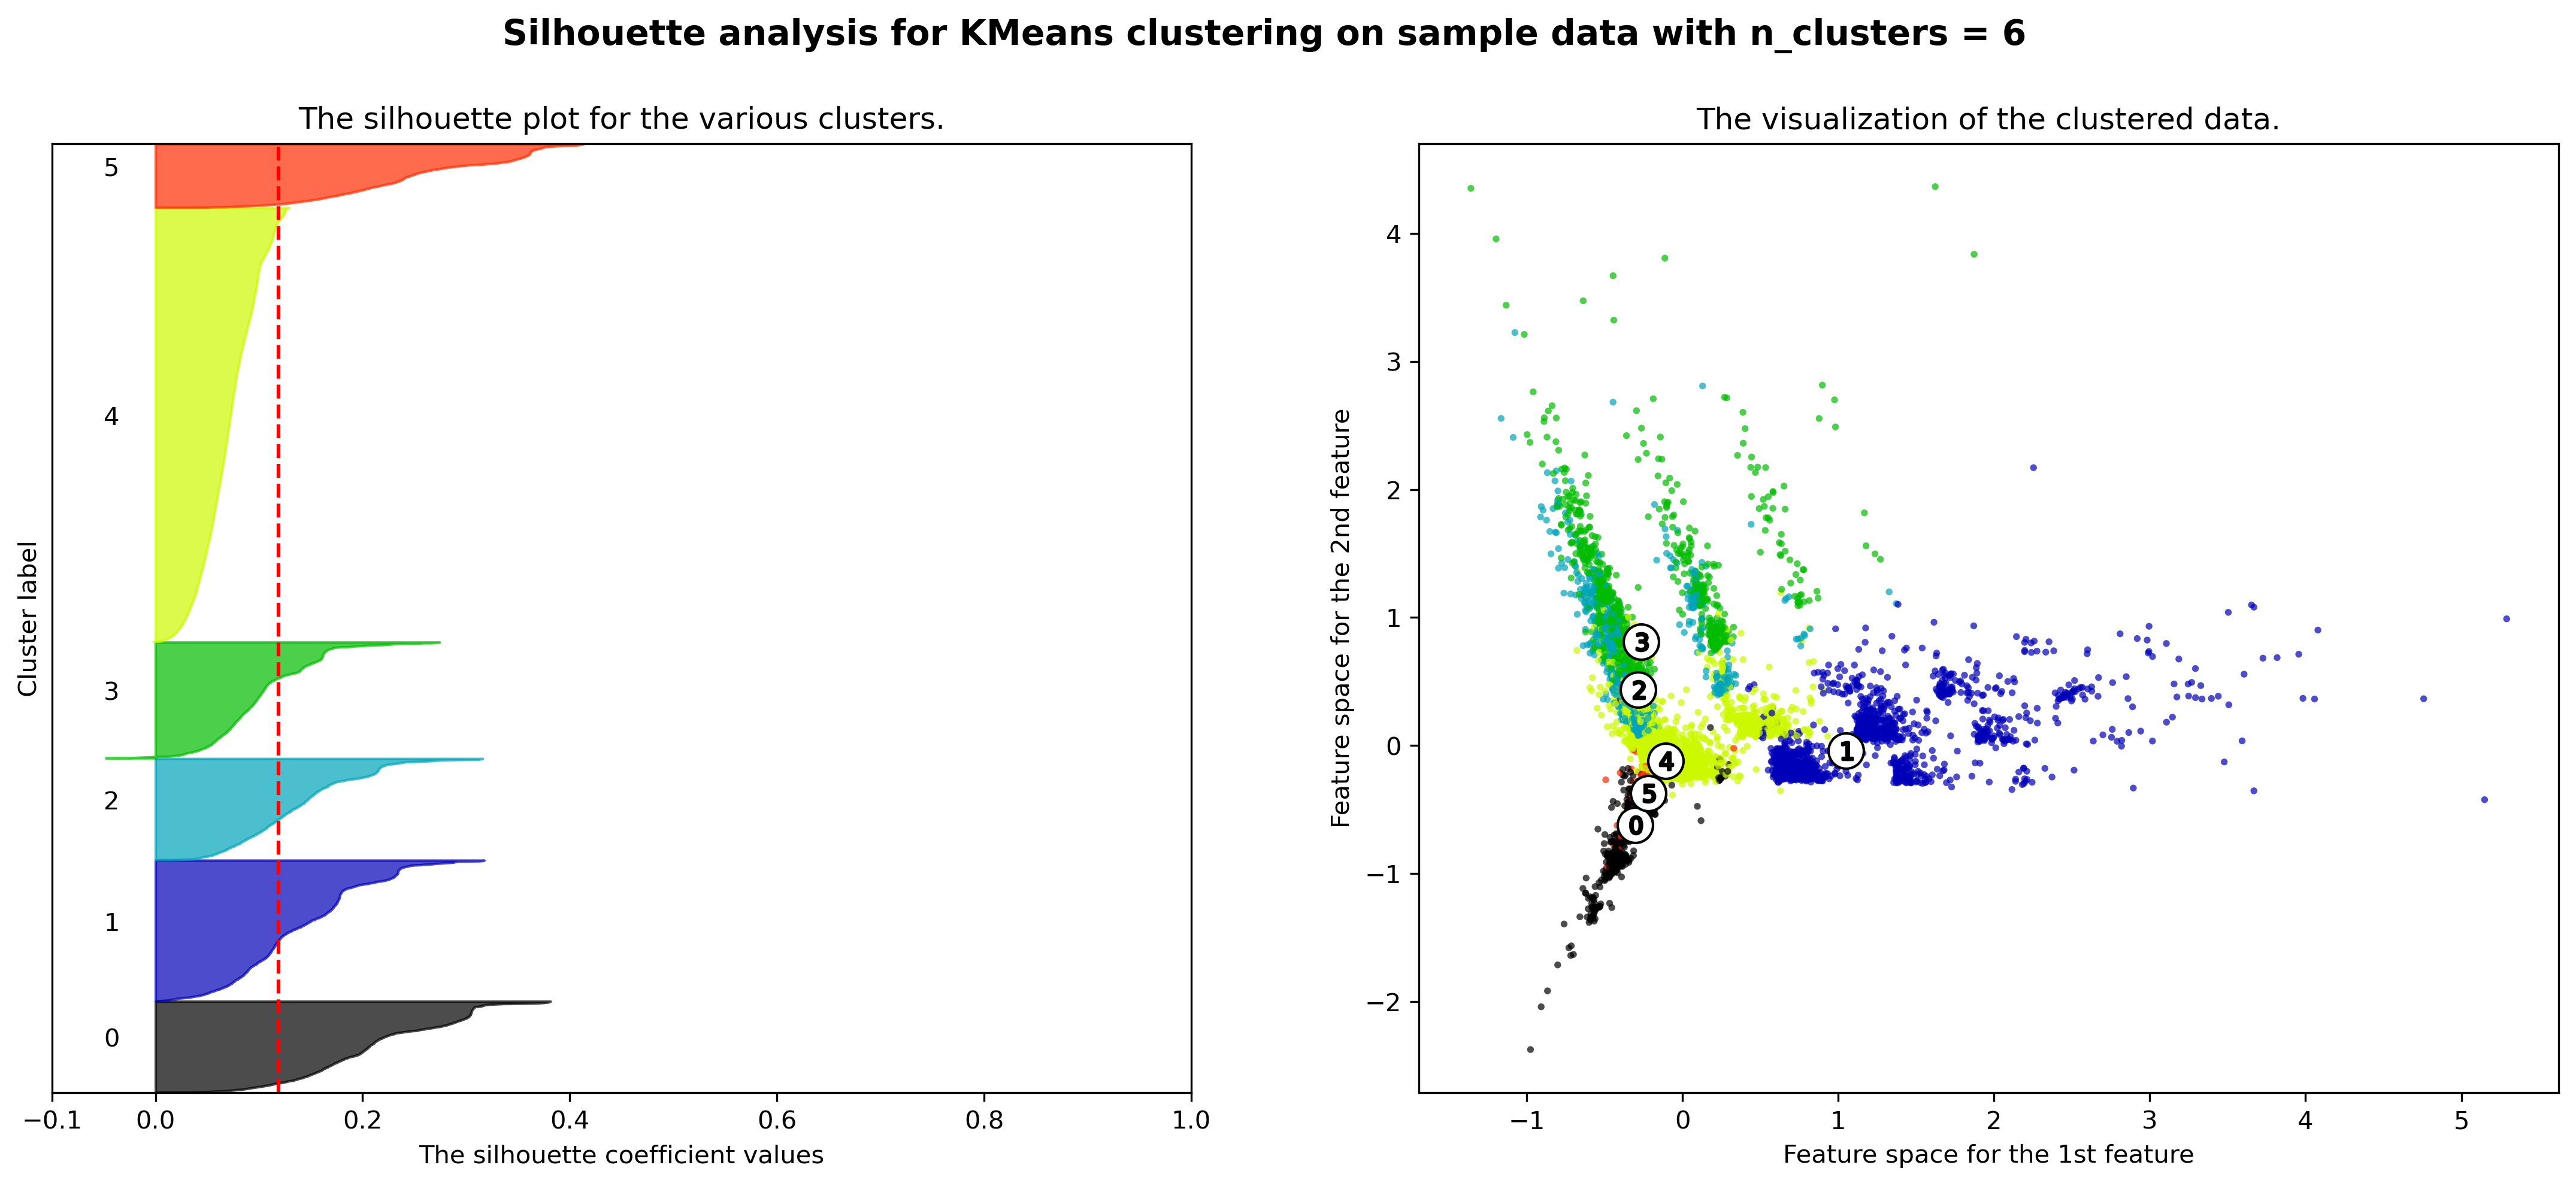 Silhouette analysis for KMeans clustering on sample data with n_clusters = 6
The silhouette plot for the various clusters.
5
4
3
2
1
0
Cluster label
−0.1 0.0 0.2 0.4 0.6 0.8 1.0
The silhouette coefficient values
The visualization of the clustered data.
4
3
2
1
0
−1
−2
Feature space for the 2nd feature
3
2
4
1
5
0
−1 0 1 2 3 4 5
Feature space for the 1st feature